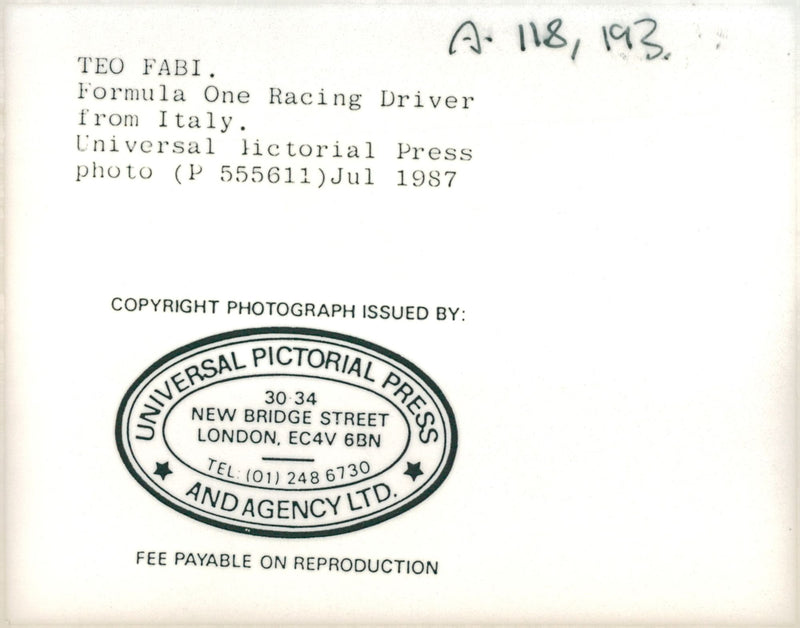 A. 118, 193.
TEO FABI.
Formula One Racing Driver
from Italy.
Universal Pictorial Press
photo (P 555611)Jul 1987
COPYRIGHT PHOTOGRAPH ISSUED BY:
UNIVERSAL PICTORIAL PRESS
30-34
NEW BRIDGE STREET
LONDON, EC4V 6BN
TEL: (01) 248 6730
AND AGENCY LTD.
FEE PAYABLE ON REPRODUCTION